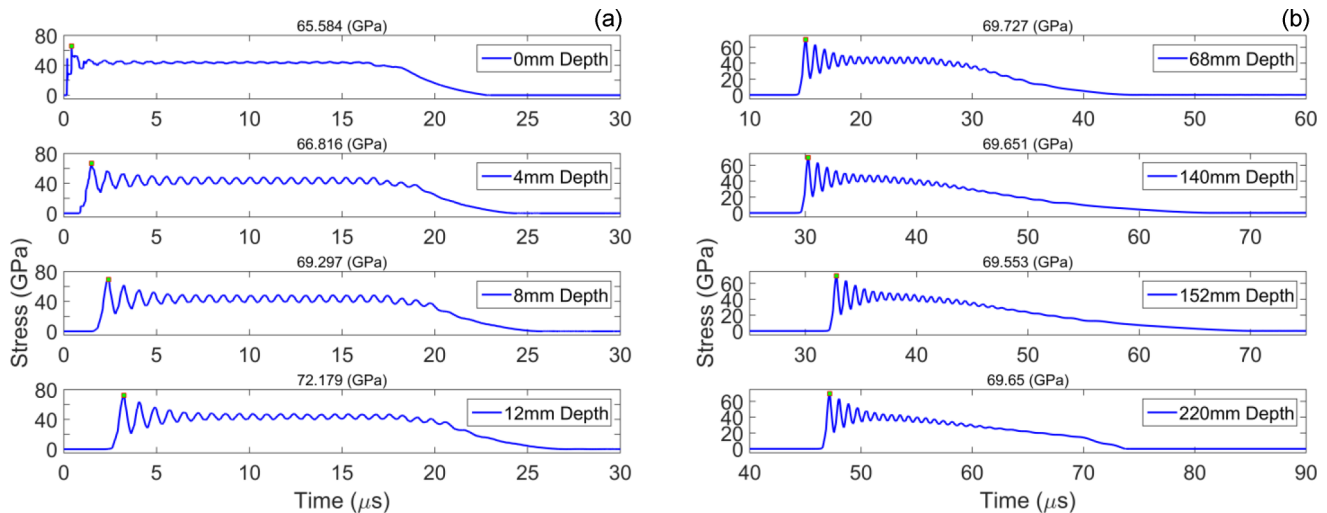 65.584 (GPa)
(a)
80
40
0
0mm Depth
0 5 10 15 20 25 30
66.816 (GPa)
80
40
0
4mm Depth
0 5 10 15 20 25 30
69.297 (GPa)
80
40
0
8mm Depth
0 5 10 15 20 25 30
72.179 (GPa)
80
40
0
12mm Depth
0 5 10 15 20 25 30
Stress (GPa)
Time (μs)
69.727 (GPa)
(b)
60
40
20
0
68mm Depth
10 20 30 40 50 60
69.651 (GPa)
60
40
20
0
140mm Depth
30 40 50 60 70
69.553 (GPa)
60
40
20
0
152mm Depth
30 40 50 60 70
69.65 (GPa)
60
40
20
0
220mm Depth
40 50 60 70 80 90
Stress (GPa)
Time (μs)